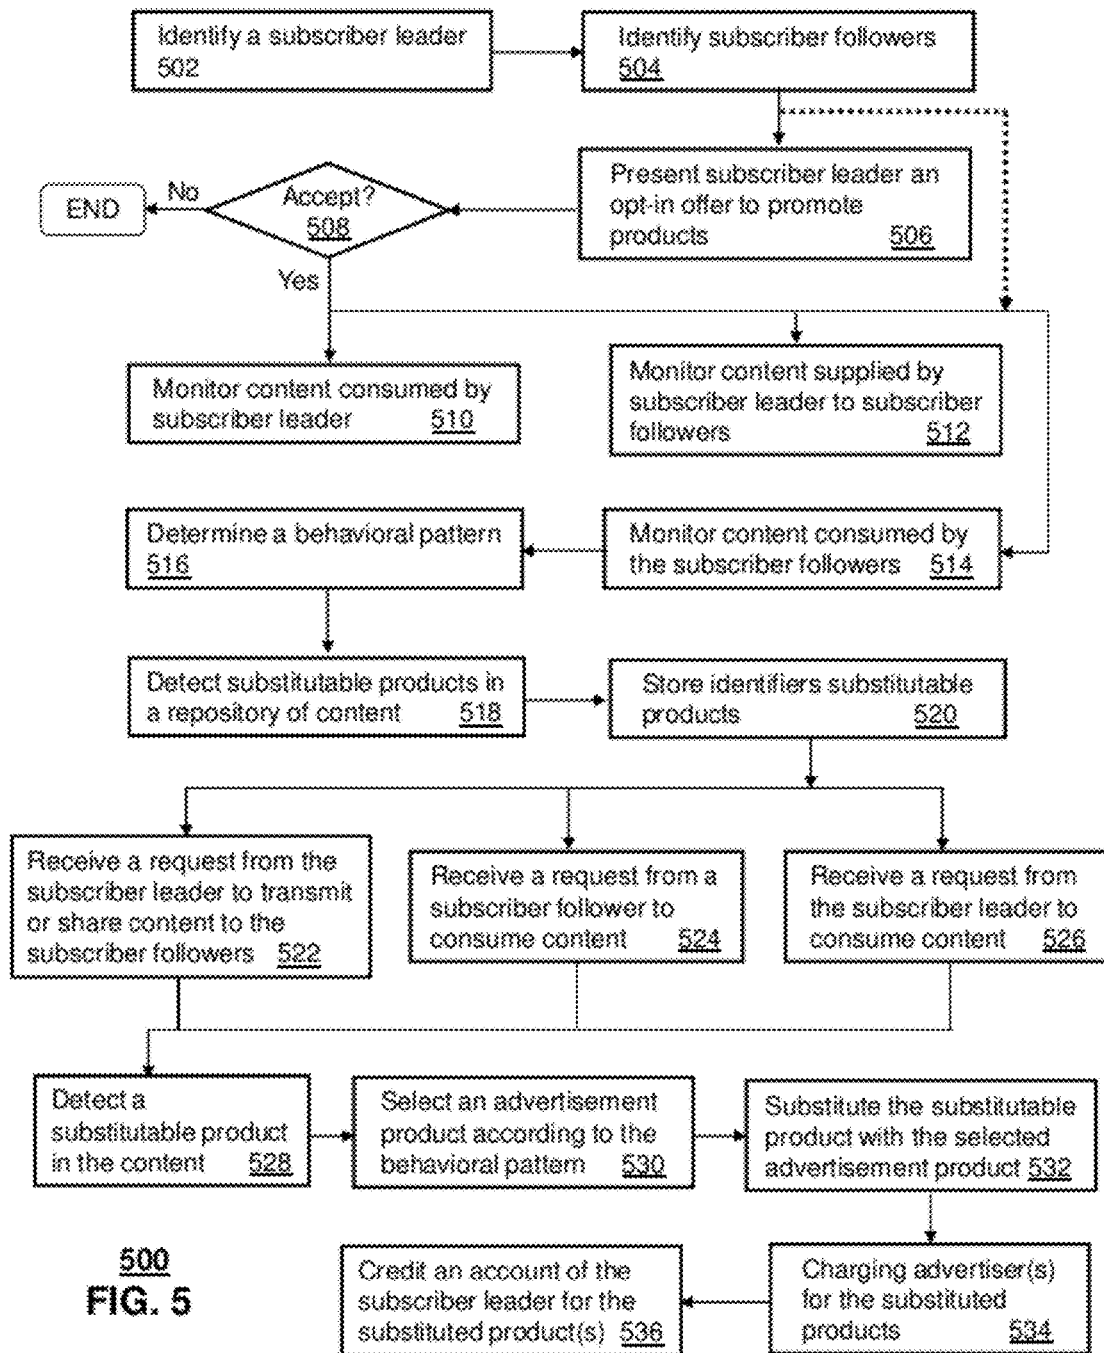 Identify a subscriber leader
502
Identify subscriber followers
504
Present subscriber leader an
opt-in offer to promote
products 506
Accept?
508
No
END
Yes
Monitor content consumed by
subscriber leader 510
Monitor content supplied by
subscriber leader to subscriber
followers 512
Monitor content consumed by
the subscriber followers 514
Determine a behavioral pattern
516
Detect substitutable products in
a repository of content 518
Store identifiers substitutable
products 520
Receive a request from the
subscriber leader to transmit
or share content to the
subscriber followers 522
Receive a request from a
subscriber follower to
consume content 524
Receive a request from
the subscriber leader to
consume content 526
Detect a
substitutable product
in the content 528
Select an advertisement
product according to the
behavioral pattern 530
Substitute the substitutable
product with the selected
advertisement product 532
Charging advertiser(s)
for the substituted
products 534
Credit an account of the
subscriber leader for the
substituted product(s) 536
500
FIG. 5